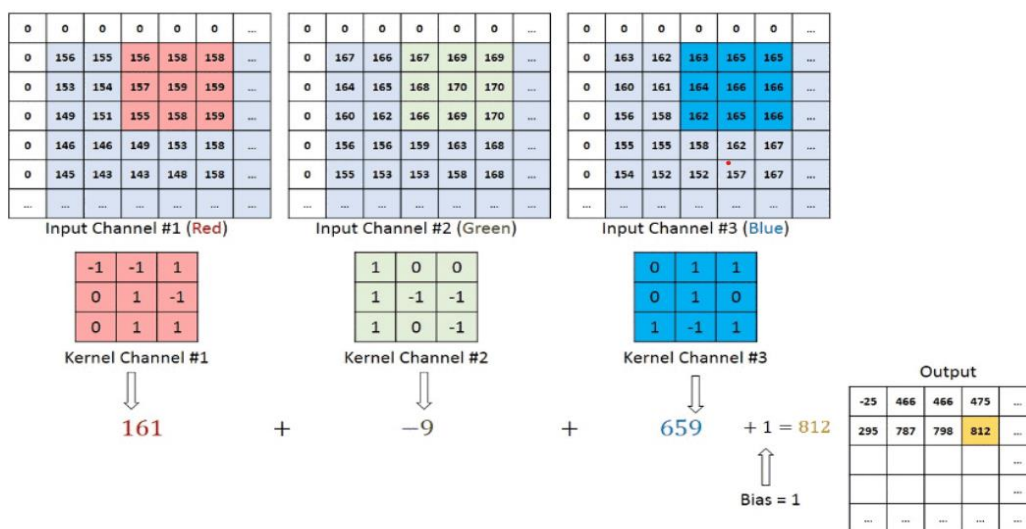 0 0 0 0 0 0 ... 0 0 0 0 0 0 ... 0 0 0 0 0 0 ...
0 156 155 156 158 158 ... 0 167 166 167 169 169 ... 0 163 162 163 165 165 ...
0 153 154 157 159 159 ... 0 164 165 168 170 170 ... 0 160 161 164 166 166 ...
0 149 151 155 158 159 ... 0 160 162 166 169 170 ... 0 156 158 162 165 166 ...
0 146 146 149 153 158 ... 0 156 156 159 163 168 ... 0 155 155 158 162 167 ...
0 145 143 143 148 158 ... 0 155 153 153 158 168 ... 0 154 152 152 157 167 ...
... ... ... ... ... ... ... ... ... ... ... ... ... ... ... ... ... ... ... ... ...
Input Channel #1 (Red) Input Channel #2 (Green) Input Channel #3 (Blue)
-1 -1 1 1 0 0 0 1 1
0 1 -1 1 -1 -1 0 1 0
0 1 1 1 0 -1 1 -1 1
Kernel Channel #1 Kernel Channel #2 Kernel Channel #3
161 + −9 + 659 + 1 = 812
Bias = 1
Output
-25 466 466 475 ...
295 787 798 812 ...
...
...
... ... ... ... ...